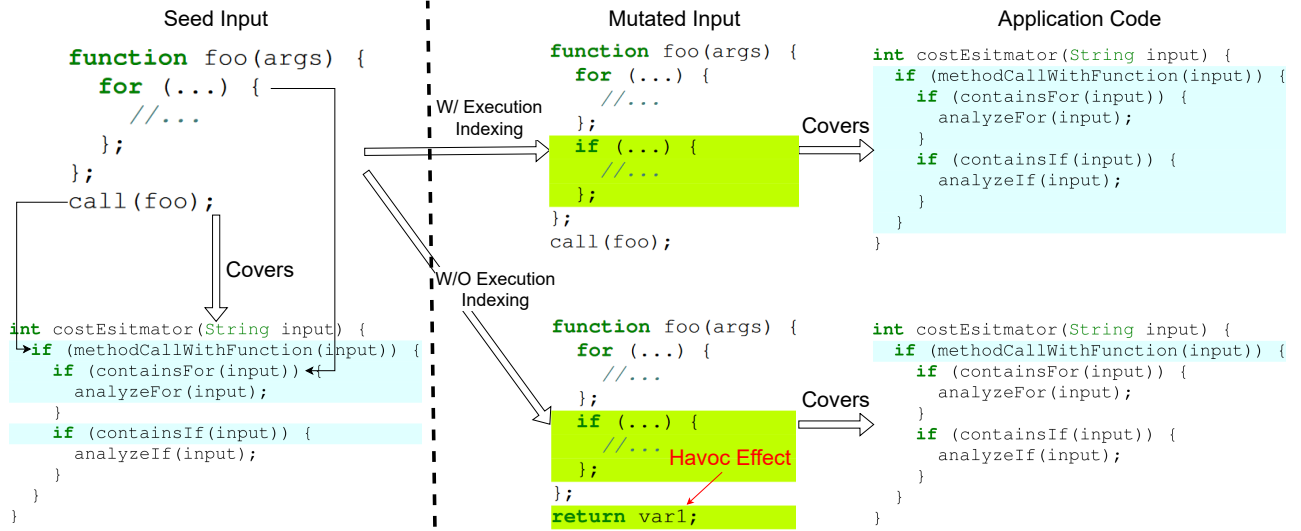 Seed Input
function foo(args) {
for (...) {
//...
};
};
call(foo);
Covers
int costEsitmator(String input) {
if (methodCallWithFunction(input)) {
if (containsFor(input)) {
analyzeFor(input);
}
if (containsIf(input)) {
analyzeIf(input);
}
}
}
W/ Execution
Indexing
W/O Execution
Indexing
Mutated Input
function foo(args) {
for (...) {
//...
};
if (...) {
//...
};
};
call(foo);
Covers
Application Code
int costEsitmator(String input) {
if (methodCallWithFunction(input)) {
if (containsFor(input)) {
analyzeFor(input);
}
if (containsIf(input)) {
analyzeIf(input);
}
}
}
function foo(args) {
for (...) {
//...
};
if (...) {
//...
};
Havoc Effect
};
return var1;
Covers
int costEsitmator(String input) {
if (methodCallWithFunction(input)) {
if (containsFor(input)) {
analyzeFor(input);
}
if (containsIf(input)) {
analyzeIf(input);
}
}
}